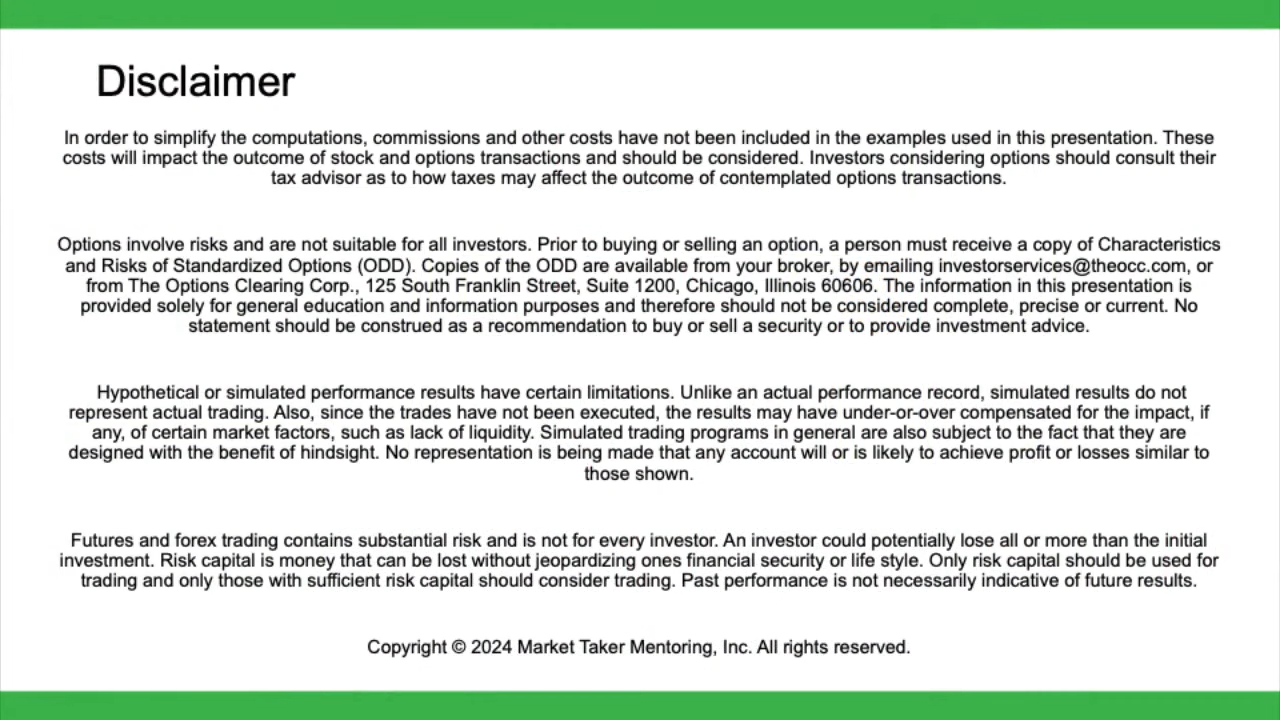 Disclaimer
In order to simplify the computations, commissions and other costs have not been included in the examples used in this presentation. These
costs will impact the outcome of stock and options transactions and should be considered. Investors considering options should consult their
tax advisor as to how taxes may affect the outcome of contemplated options transactions.
Options involve risks and are not suitable for all investors. Prior to buying or selling an option, a person must receive a copy of Characteristics
and Risks of Standardized Options (ODD). Copies of the ODD are available from your broker, by emailing investorservices@theocc.com, or
from The Options Clearing Corp., 125 South Franklin Street, Suite 1200, Chicago, Illinois 60606. The information in this presentation is
provided solely for general education and information purposes and therefore should not be considered complete, precise or current. No
statement should be construed as a recommendation to buy or sell a security or to provide investment advice.
Hypothetical or simulated performance results have certain limitations. Unlike an actual performance record, simulated results do not
represent actual trading. Also, since the trades have not been executed, the results may have under-or-over compensated for the impact, if
any, of certain market factors, such as lack of liquidity. Simulated trading programs in general are also subject to the fact that they are
designed with the benefit of hindsight. No representation is being made that any account will or is likely to achieve profit or losses similar to
those shown.
Futures and forex trading contains substantial risk and is not for every investor. An investor could potentially lose all or more than the initial
investment. Risk capital is money that can be lost without jeopardizing ones financial security or life style. Only risk capital should be used for
trading and only those with sufficient risk capital should consider trading. Past performance is not necessarily indicative of future results.
Copyright © 2024 Market Taker Mentoring, Inc. All rights reserved.